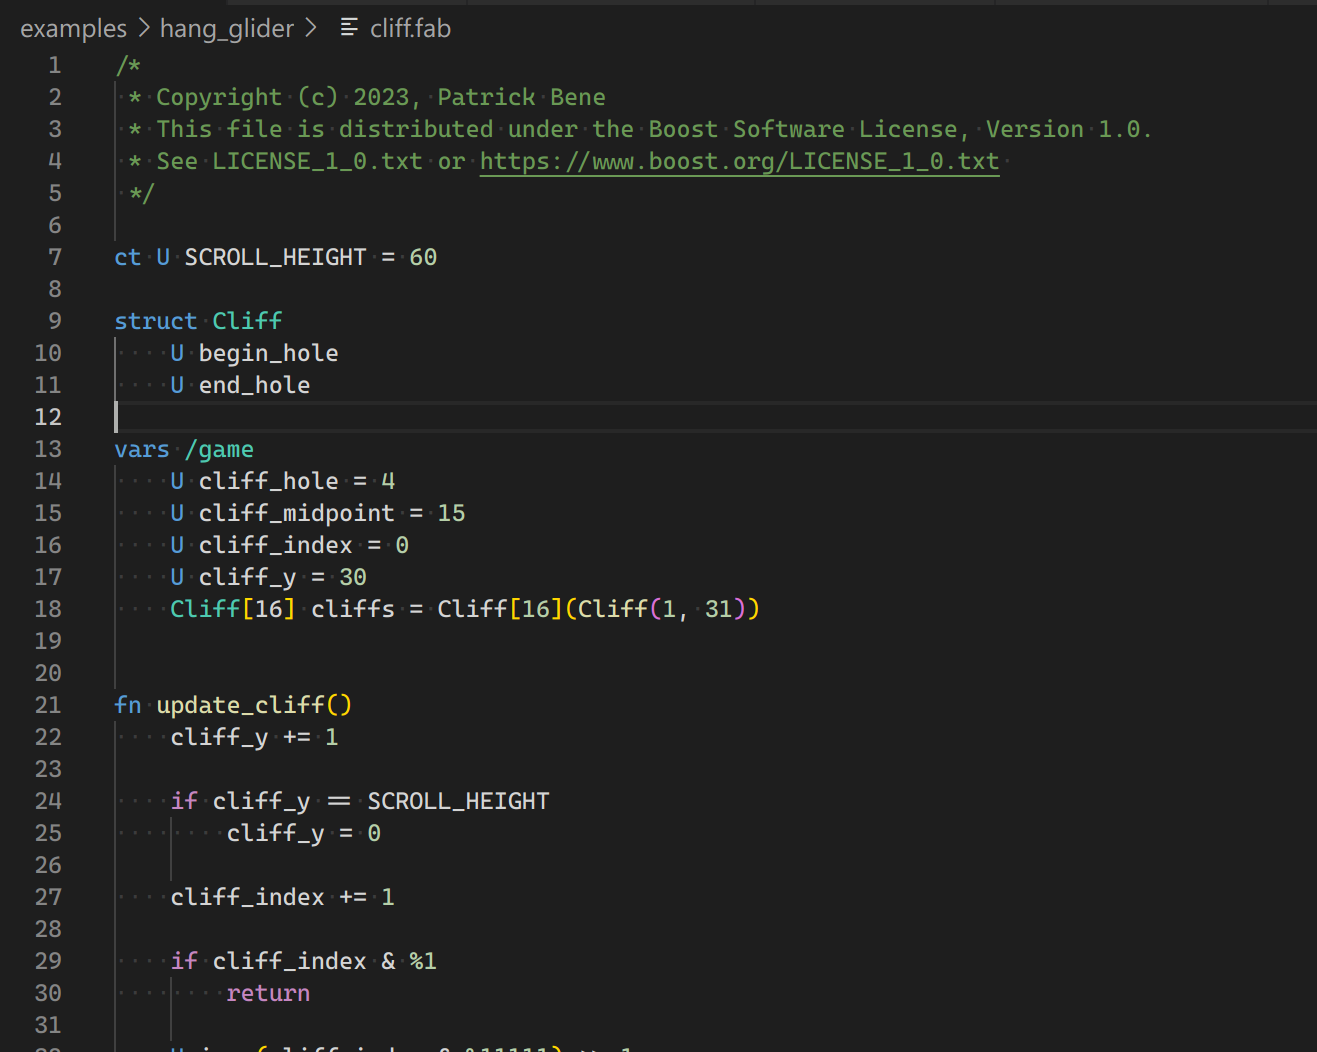 examples > hang_glider > cliff.fab
1 /*
2 * Copyright (c) 2023, Patrick Bene
3 * This file is distributed under the Boost Software License, Version 1.0.
4 * See LICENSE_1_0.txt or https://www.boost.org/LICENSE_1_0.txt
5 */
6
7 ct U SCROLL_HEIGHT = 60
8
9 struct Cliff
10     U begin_hole
11     U end_hole
12
13 vars /game
14     U cliff_hole = 4
15     U cliff_midpoint = 15
16     U cliff_index = 0
17     U cliff_y = 30
18     Cliff[16] cliffs = Cliff[16](Cliff(1, 31))
19
20
21 fn update_cliff()
22     cliff_y += 1
23
24     if cliff_y == SCROLL_HEIGHT
25         cliff_y = 0
26
27     cliff_index += 1
28
29     if cliff_index & %1
30         return
31